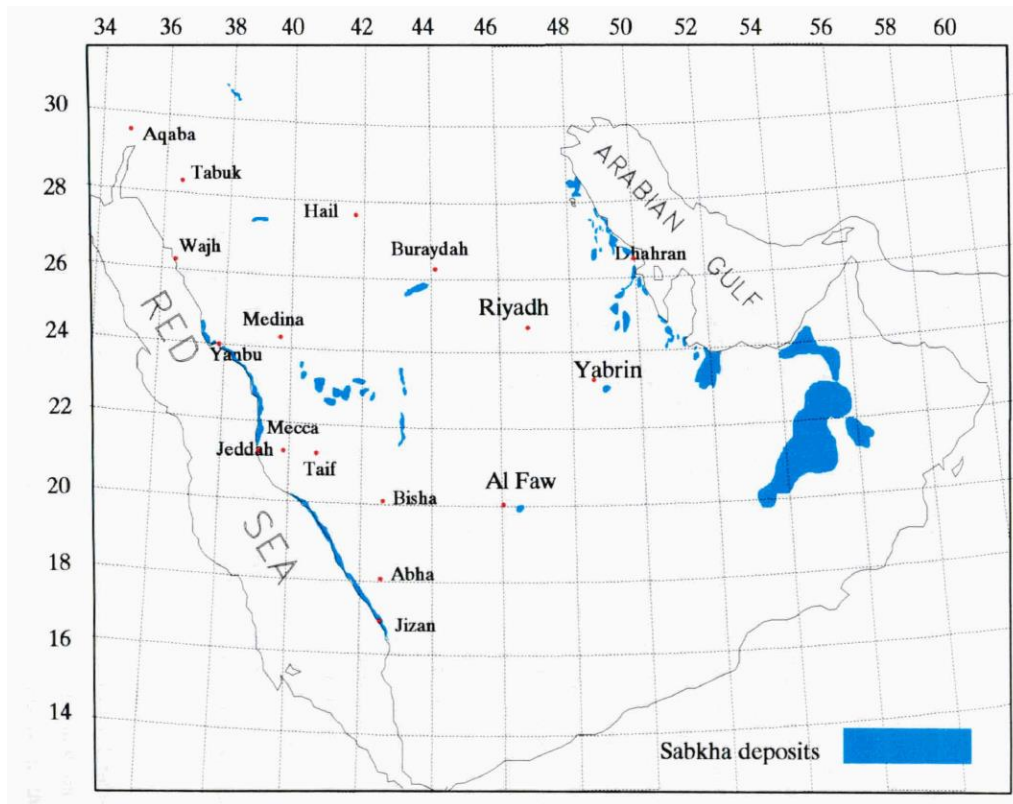 34 36 38 40 42 44 46 48 50 52 54 56 58 60
30
Aqaba
Tabuk
28
Hail
ARABIAN
GULF
Wajh
Buraydah
Dhahran
26
RED
SEA
Medina
Riyadh
24
Yanbu
Yabrin
22
Mecca
Jeddah
Taif
20
Bisha
Al Faw
18
Abha
Jizan
16
14
Sabkha deposits